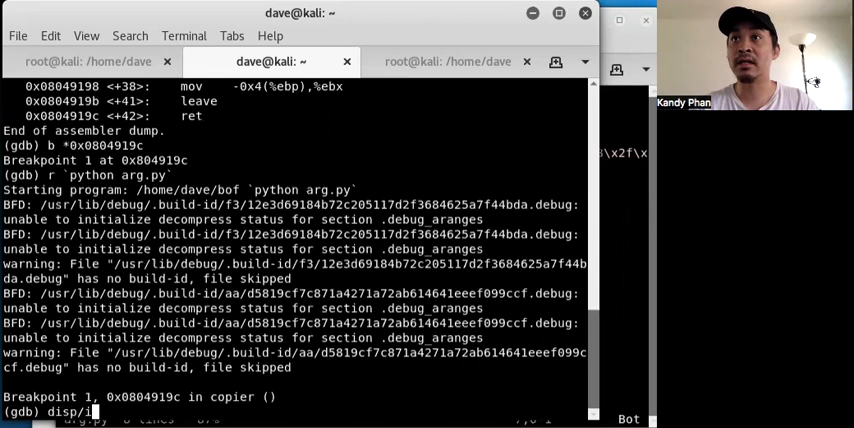 dave@kali: ~
File Edit View Search Terminal Tabs Help
root@kali: /home/dave × dave@kali: ~ × root@kali: /home/dave ×
0x08049198 <+38>: mov -0x4(%ebp),%ebx
0x0804919b <+41>: leave
0x0804919c <+42>: ret
End of assembler dump.
(gdb) b *0x0804919c
Breakpoint 1 at 0x804919c
(gdb) r `python arg.py`
Starting program: /home/dave/bof `python arg.py`
BFD: /usr/lib/debug/.build-id/f3/12e3d69184b72c205117d2f3684625a7f44bda.debug:
unable to initialize decompress status for section .debug_aranges
BFD: /usr/lib/debug/.build-id/f3/12e3d69184b72c205117d2f3684625a7f44bda.debug:
unable to initialize decompress status for section .debug_aranges
warning: File "/usr/lib/debug/.build-id/f3/12e3d69184b72c205117d2f3684625a7f44b
da.debug" has no build-id, file skipped
BFD: /usr/lib/debug/.build-id/aa/d5819cf7c871a4271a72ab614641eeef099ccf.debug:
unable to initialize decompress status for section .debug_aranges
BFD: /usr/lib/debug/.build-id/aa/d5819cf7c871a4271a72ab614641eeef099ccf.debug:
unable to initialize decompress status for section .debug_aranges
warning: File "/usr/lib/debug/.build-id/aa/d5819cf7c871a4271a72ab614641eeef099c
cf.debug" has no build-id, file skipped
Breakpoint 1, 0x0804919c in copier ()
(gdb) disp/i
\x2f\x
Bot
Kandy Phan